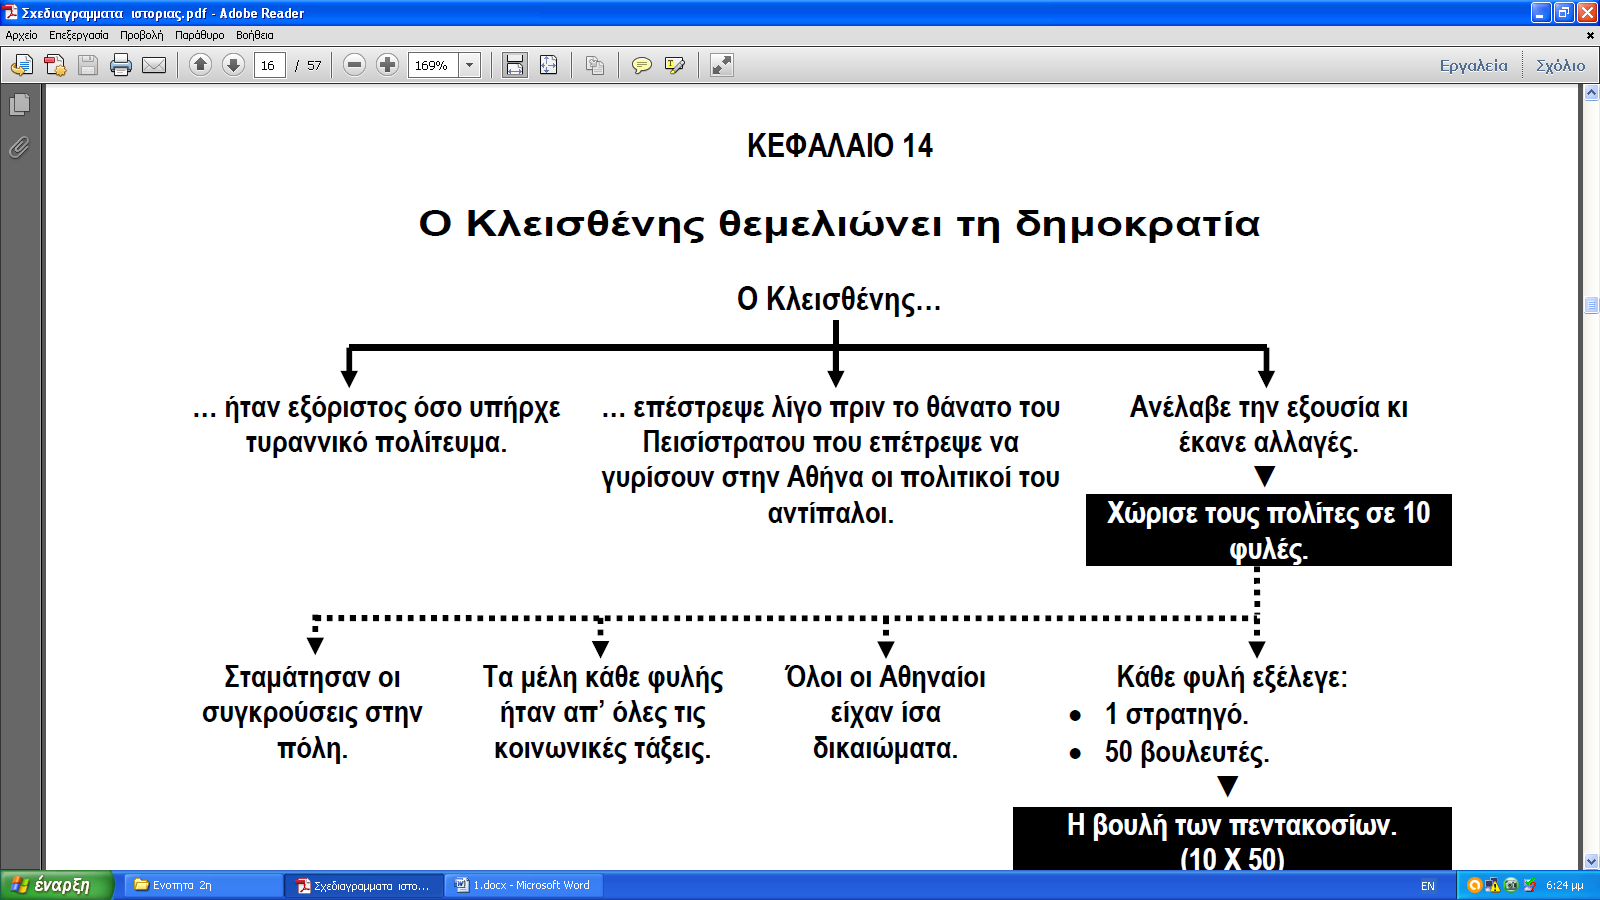 Σχεδιαγραμματα ιστοριας.pdf - Adobe Reader
Αρχείο Επεξεργασία Προβολή Παράθυρο Βοήθεια
16 / 57 169% Εργαλεία Σχόλιο
ΚΕΦΑΛΑΙΟ 14
Ο Κλεισθένης θεμελιώνει τη δημοκρατία
Ο Κλεισθένης…
… ήταν εξόριστος όσο υπήρχε
τυραννικό πολίτευμα.
… επέστρεψε λίγο πριν το θάνατο του
Πεισίστρατου που επέτρεψε να
γυρίσουν στην Αθήνα οι πολιτικοί του
αντίπαλοι.
Ανέλαβε την εξουσία κι
έκανε αλλαγές.
Χώρισε τους πολίτες σε 10
φυλές.
Σταμάτησαν οι
συγκρούσεις στην
πόλη.
Τα μέλη κάθε φυλής
ήταν απ’ όλες τις
κοινωνικές τάξεις.
Όλοι οι Αθηναίοι
είχαν ίσα
δικαιώματα.
Κάθε φυλή εξέλεγε:
• 1 στρατηγό.
• 50 βουλευτές.
Η βουλή των πεντακοσίων.
(10 Χ 50)
έναρξη Ενοτητα 2η Σχεδιαγραμματα ιστο... 1.docx - Microsoft Word EN 6:24 μμ